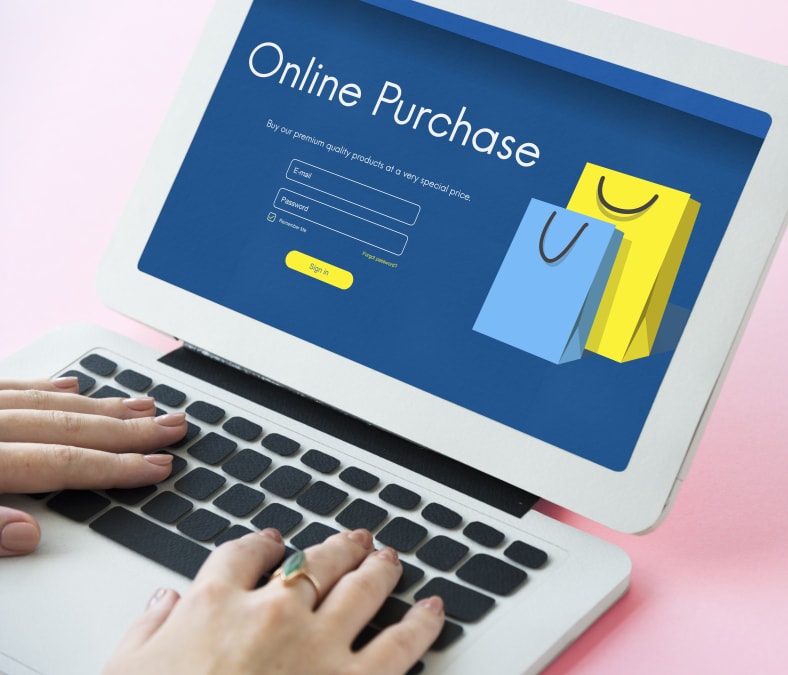 Online Purchase
Buy our premium quality products at a very special price.
E-mail
Password
Remember Me
Forgot password?
Sign in